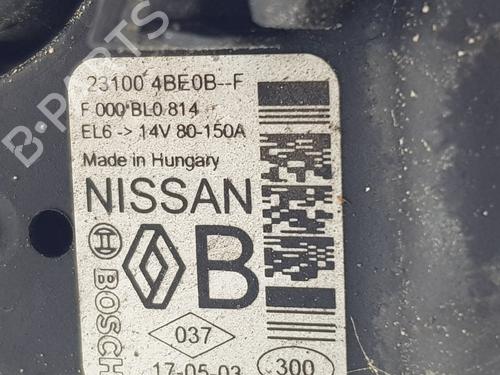 B-PARTS
23100 4BE0B--F
F 000 BL0 814
EL6 -> 14V 80-150A
Made in Hungary
NISSAN
BOSCH
B
037
17-05-03
300